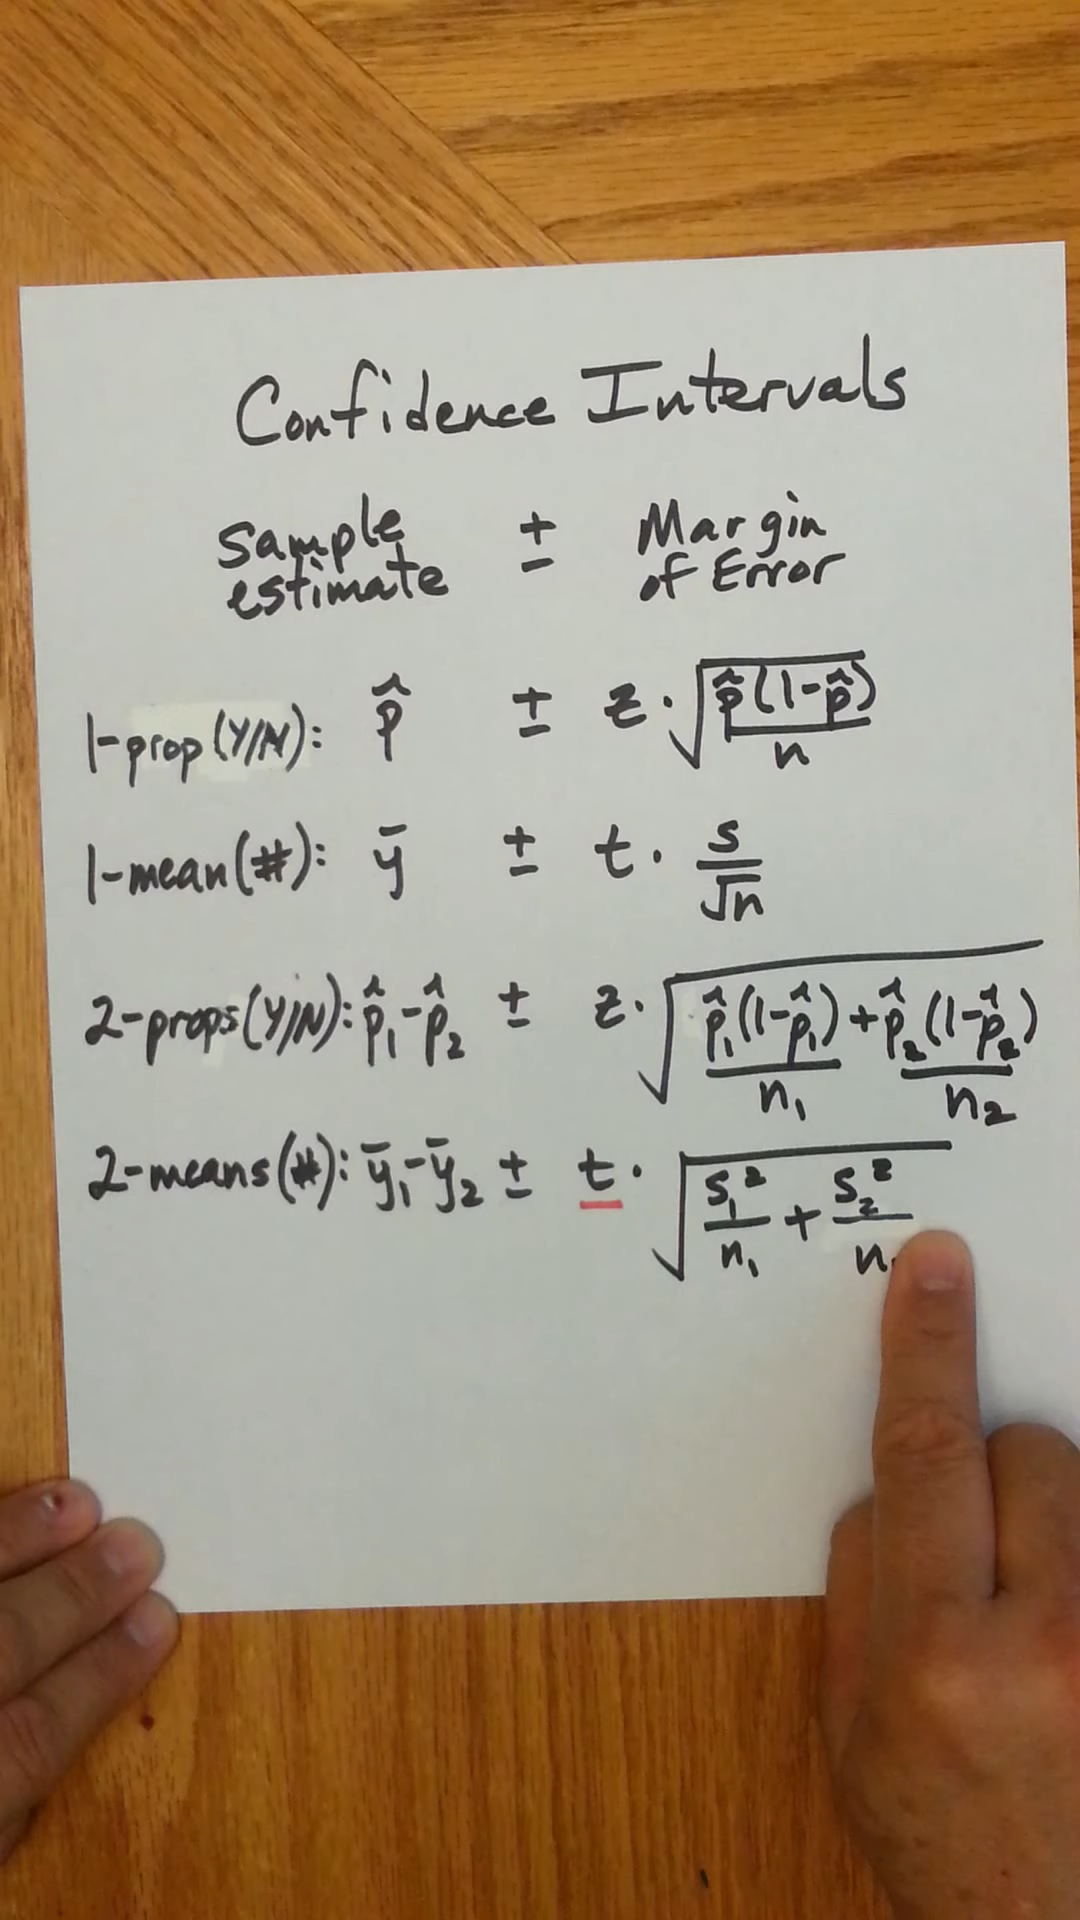 Confidence Intervals
sample estimate ± Margin of Error
1-prop (Y/N): p̂ ± z · √(p̂(1-p̂)/n)
1-mean (#): ȳ ± t · s/√n
2-props (Y/N): p̂₁ - p̂₂ ± z · √(p̂₁(1-p̂₁)/n₁ + p̂₂(1-p̂₂)/n₂)
2-means (#): ȳ₁ - ȳ₂ ± t · √(s₁²/n₁ + s₂²/n